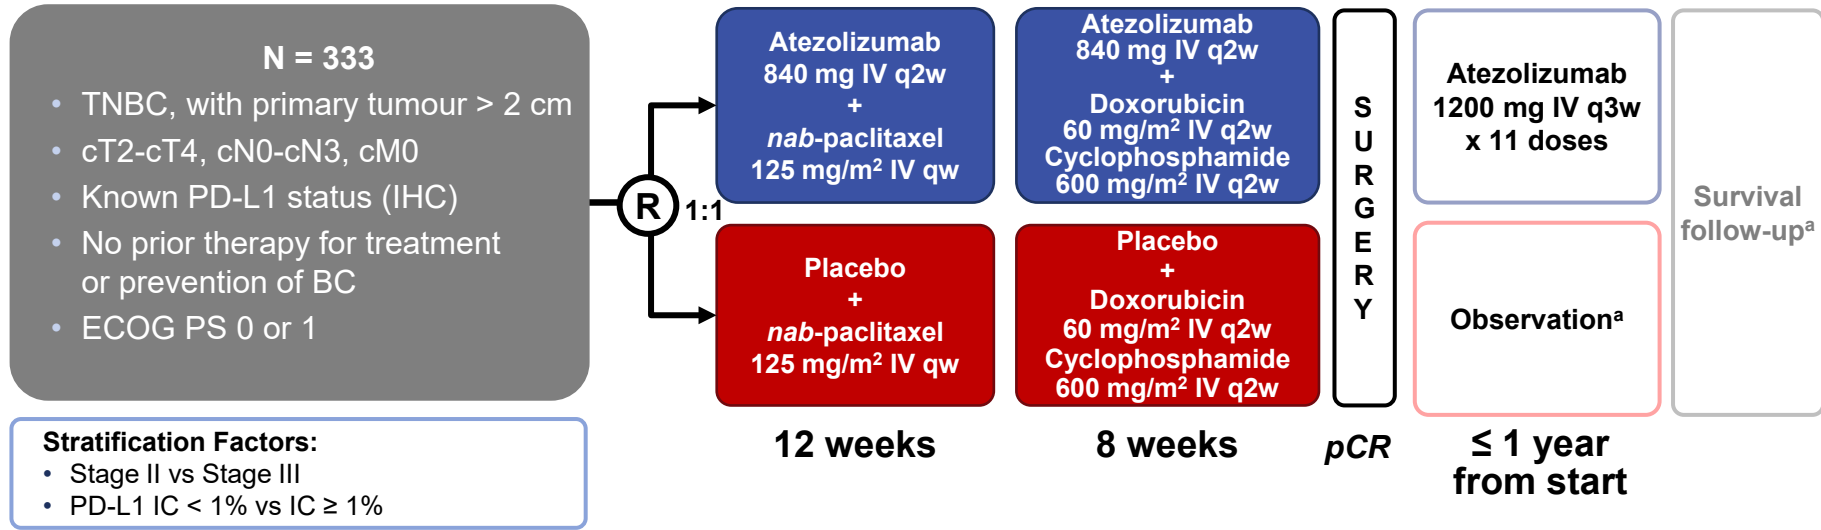 N = 333
• TNBC, with primary tumour > 2 cm
• cT2-cT4, cN0-cN3, cM0
• Known PD-L1 status (IHC)
• No prior therapy for treatment
or prevention of BC
• ECOG PS 0 or 1
Stratification Factors:
• Stage II vs Stage III
• PD-L1 IC < 1% vs IC ≥ 1%
R
1:1
Atezolizumab
840 mg IV q2w
+
nab-paclitaxel
125 mg/m² IV qw
Placebo
+
nab-paclitaxel
125 mg/m² IV qw
12 weeks
Atezolizumab
840 mg IV q2w
+
Doxorubicin
60 mg/m² IV q2w
Cyclophosphamide
600 mg/m² IV q2w
Placebo
+
Doxorubicin
60 mg/m² IV q2w
Cyclophosphamide
600 mg/m² IV q2w
8 weeks
SURGERY
pCR
Atezolizumab
1200 mg IV q3w
x 11 doses
Observationᵃ
≤ 1 year
from start
Survival
follow-upᵃ